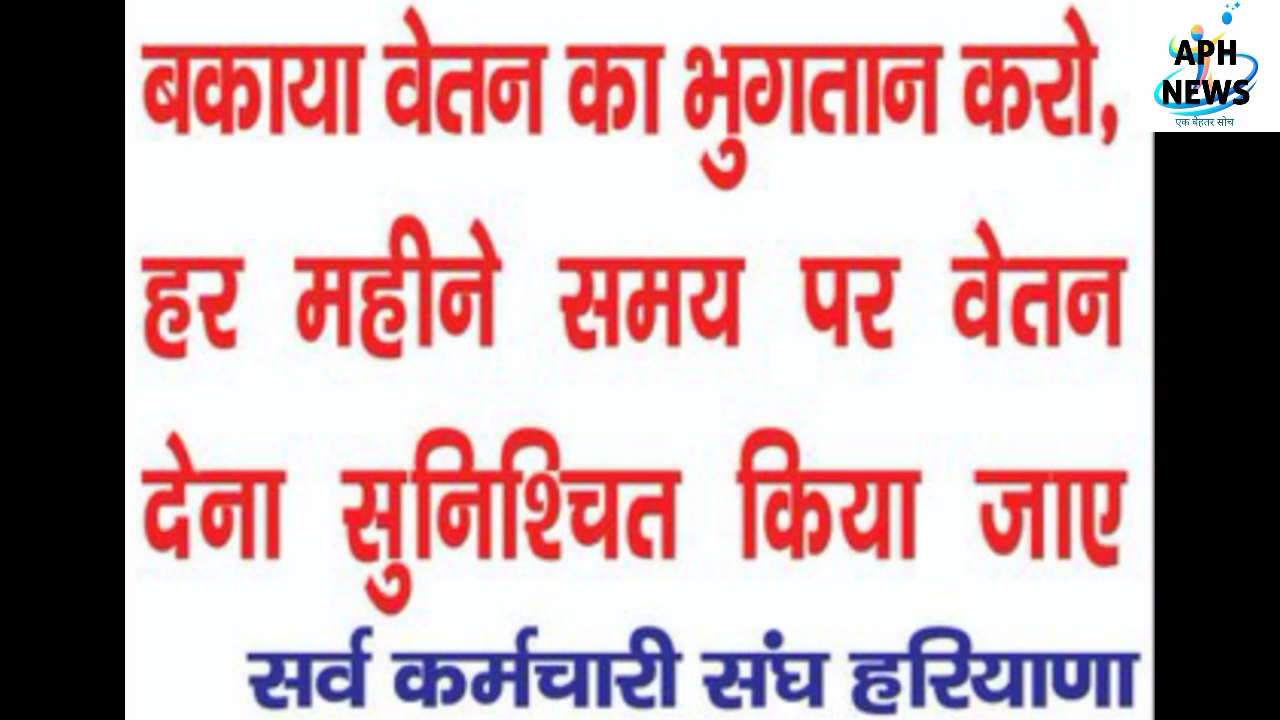 बकाया वेतन का भुगतान करो,
हर महीने समय पर वेतन
देना सुनिश्चित किया जाए
सर्व कर्मचारी संघ हरियाणा
APH
NEWS
एक बेहतर सोच